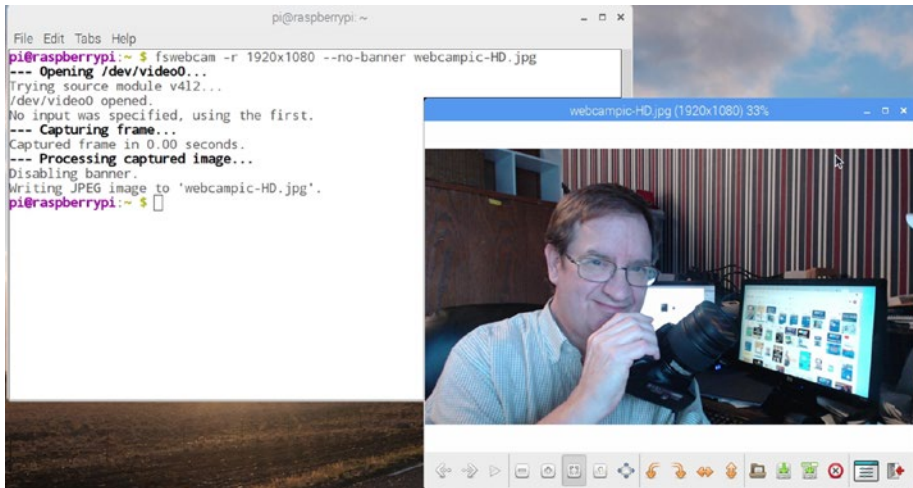 pi@raspberrypi: ~
File Edit Tabs Help
pi@raspberrypi:~ $ fswebcam -r 1920x1080 --no-banner webcampic-HD.jpg
--- Opening /dev/video0...
Trying source module v4l2...
/dev/video0 opened.
No input was specified, using the first.
--- Capturing frame...
Captured frame in 0.00 seconds.
--- Processing captured image...
Disabling banner.
Writing JPEG image to 'webcampic-HD.jpg'.
pi@raspberrypi:~ $
webcampic-HD.jpg (1920x1080) 33%